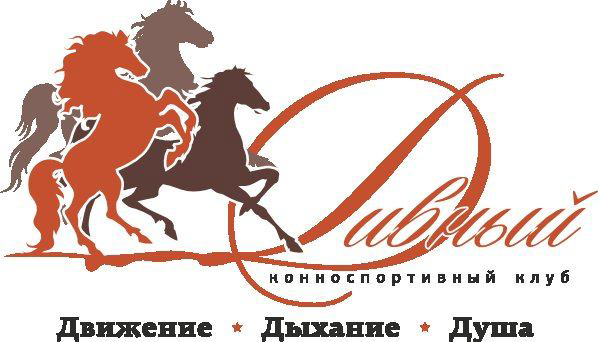 Дивный
конноспортивный клуб
Движение * Дыхание * Душа